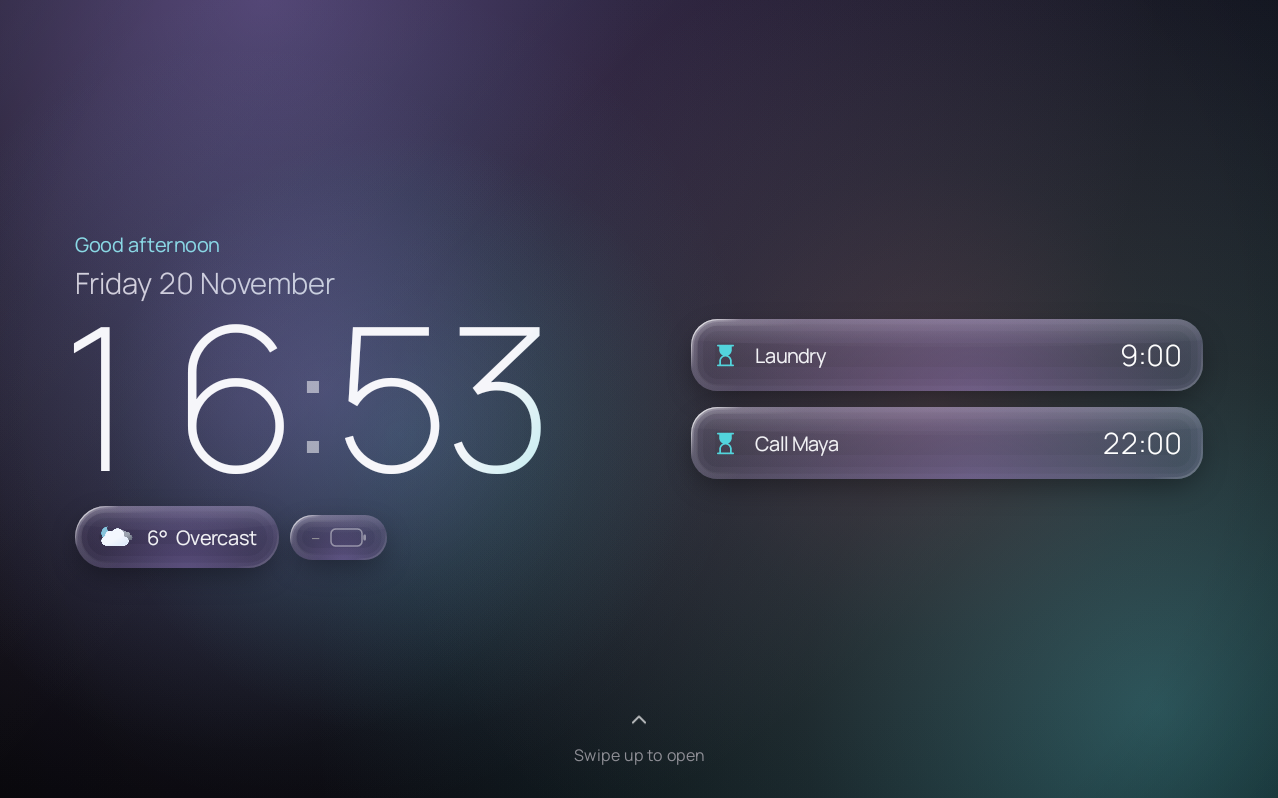 Good afternoon
Friday 20 November
16:53
6° Overcast
–
Laundry 9:00
Call Maya 22:00
Swipe up to open